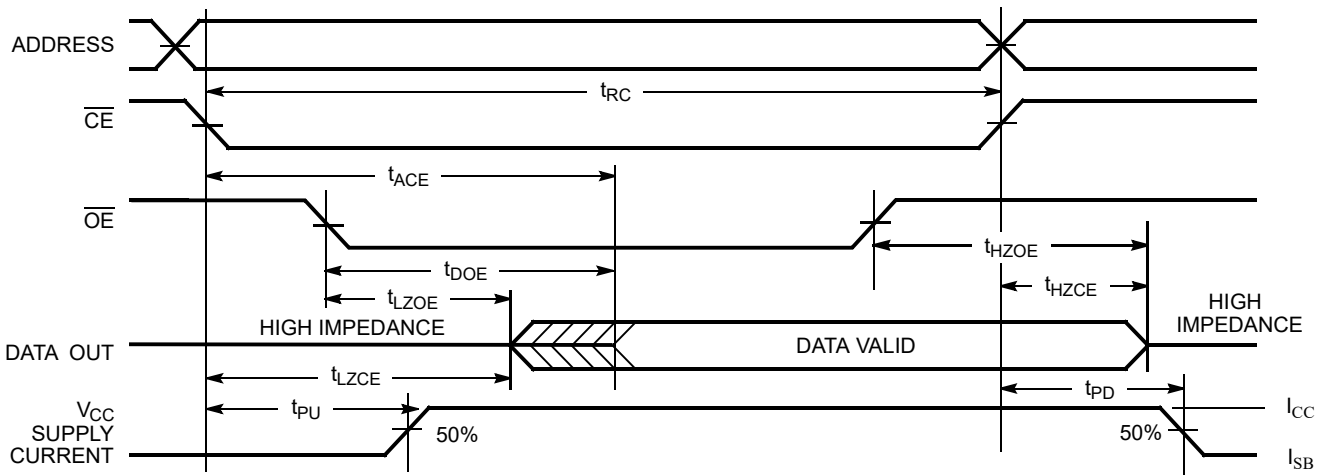 ADDRESS
tRC
CE
tACE
OE
tHZOE
tDOE
tHZCE
tLZOE
HIGH
IMPEDANCE
HIGH IMPEDANCE
DATA OUT
DATA VALID
tLZCE
tPD
VCC
SUPPLY
CURRENT
tPU
50%
50%
ICC
ISB